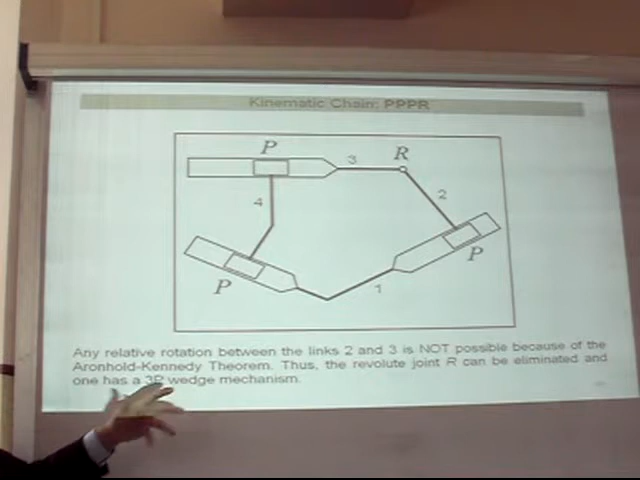 Kinematic Chain: PPPR
P
R
3
4
2
P
P
1
Any relative rotation between the links 2 and 3 is NOT possible because of the
Aronhold-Kennedy Theorem. Thus, the revolute joint R can be eliminated and
one has a 3P wedge mechanism.